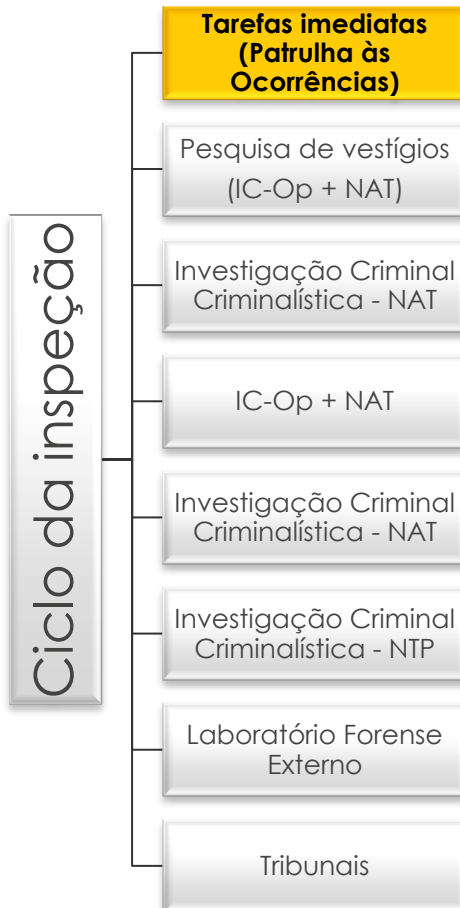 Ciclo da inspeção
Tarefas imediatas
(Patrulha às
Ocorrências)
Pesquisa de vestígios
(IC-Op + NAT)
Investigação Criminal
Criminalística - NAT
IC-Op + NAT
Investigação Criminal
Criminalística - NAT
Investigação Criminal
Criminalística - NTP
Laboratório Forense
Externo
Tribunais